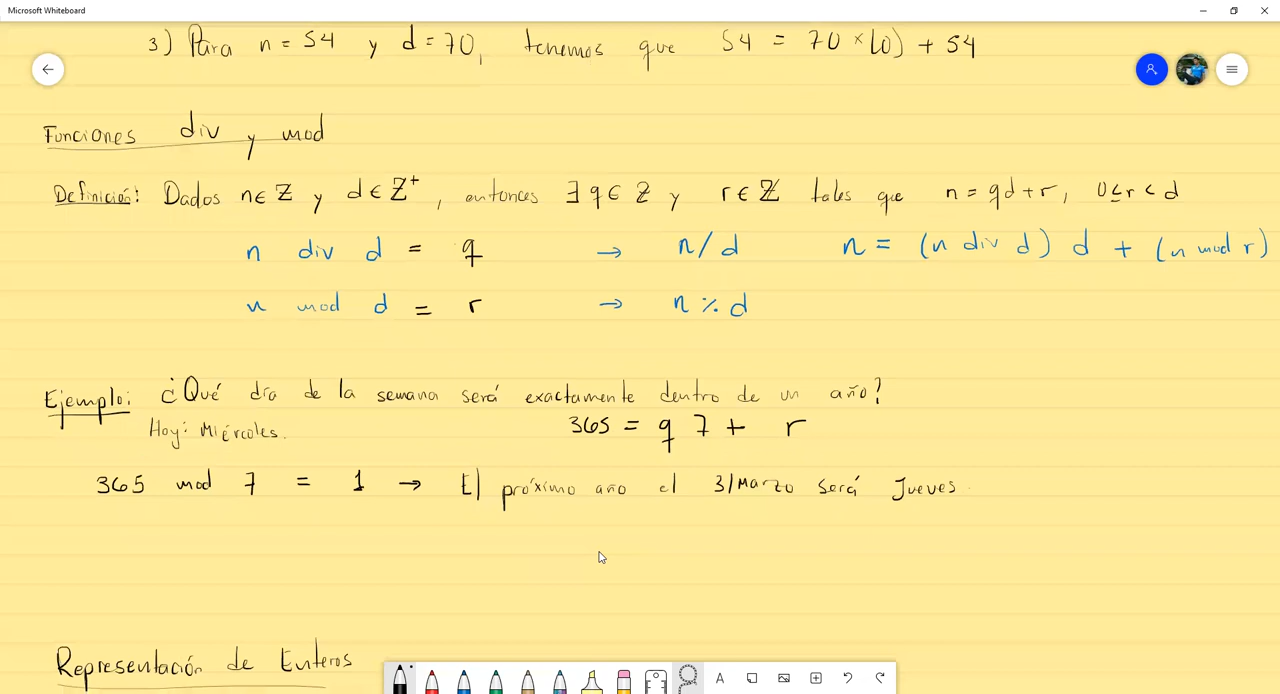 Microsoft Whiteboard
3) Para n = 54 y d = 70, tenemos que 54 = 70 × (0) + 54
Funciones div y mod
Definición: Dados n ∈ Z y d ∈ Z⁺, entonces ∃ q ∈ Z y r ∈ Z tales que n = qd + r, 0 ≤ r < d
n div d = q → n/d n = (n div d) d + (n mod r)
n mod d = r → n % d
Ejemplo: ¿Qué día de la semana será exactamente dentro de un año?
Hoy: Miércoles. 365 = q 7 + r
365 mod 7 = 1 → El próximo año el 31/Marzo será Jueves.
Representación de Enteros